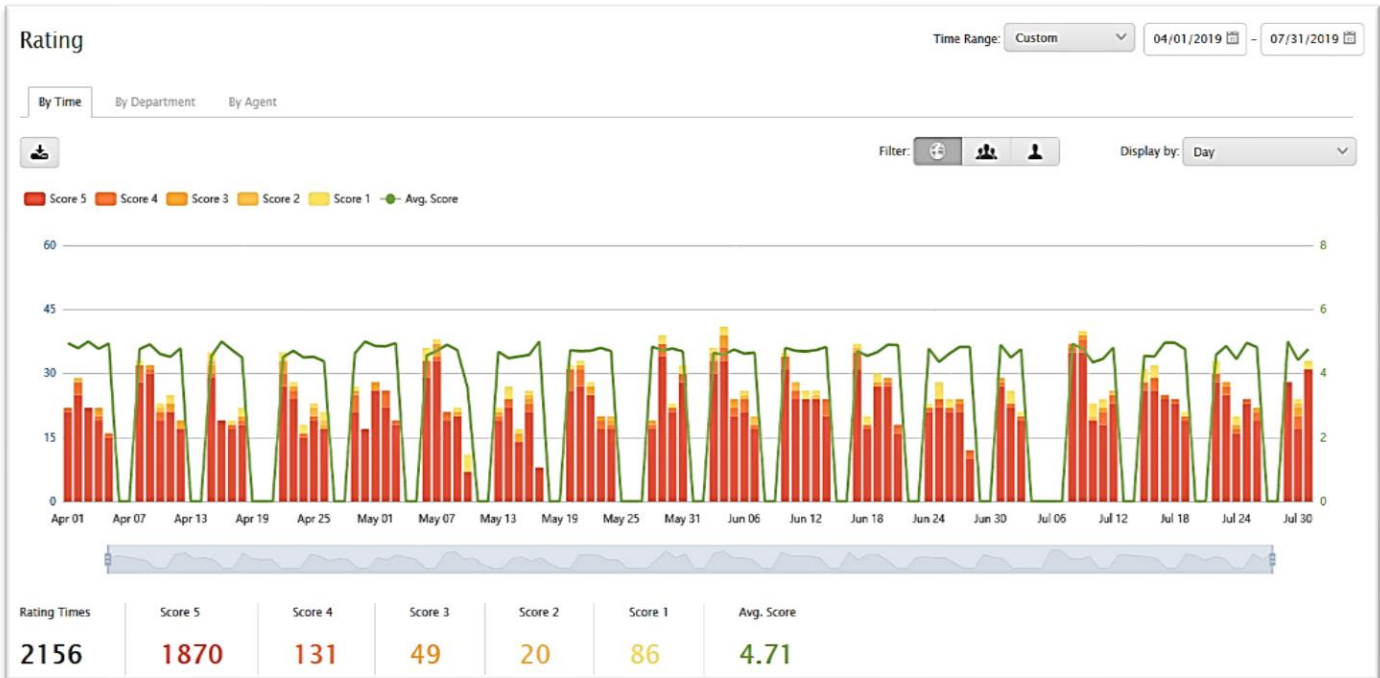 Rating
Time Range: Custom 04/01/2019 – 07/31/2019
By Time By Department By Agent
Filter: Display by: Day
Score 5 Score 4 Score 3 Score 2 Score 1 Avg. Score
60 8
45 6
30 4
15 2
0 0
Apr 01 Apr 07 Apr 13 Apr 19 Apr 25 May 01 May 07 May 13 May 19 May 25 May 31 Jun 06 Jun 12 Jun 18 Jun 24 Jun 30 Jul 06 Jul 12 Jul 18 Jul 24 Jul 30
Rating Times Score 5 Score 4 Score 3 Score 2 Score 1 Avg. Score
2156 1870 131 49 20 86 4.71